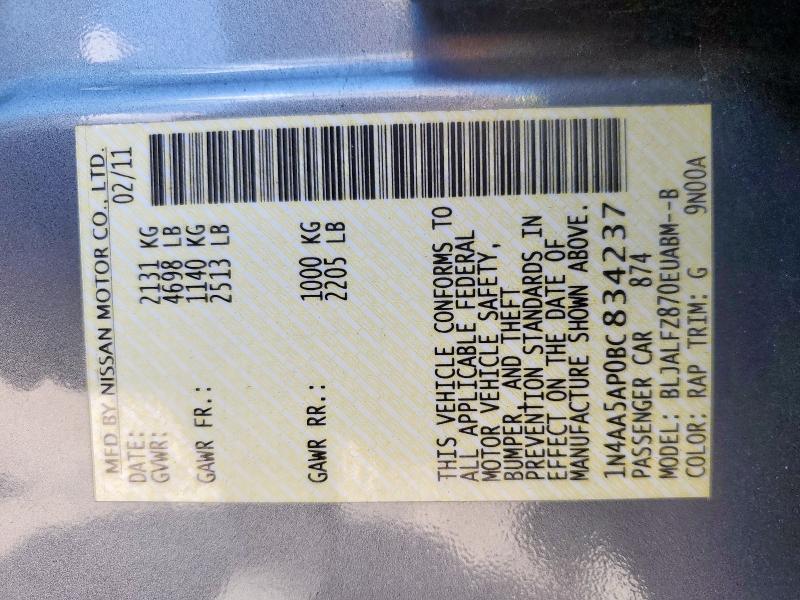 MFD BY NISSAN MOTOR CO., LTD.
DATE: 02/11
GVWR: 2131 KG
4698 LB
GAWR FR.: 1140 KG
2513 LB
GAWR RR.: 1000 KG
2205 LB
THIS VEHICLE CONFORMS TO
ALL APPLICABLE FEDERAL
MOTOR VEHICLE SAFETY,
BUMPER, AND THEFT
PREVENTION STANDARDS IN
EFFECT ON THE DATE OF
MANUFACTURE SHOWN ABOVE.
1N4AA5AP0BC834237
PASSENGER CAR 874
MODEL: BLJALFZ870EUABM--B
COLOR: RAP TRIM: G 9N00A